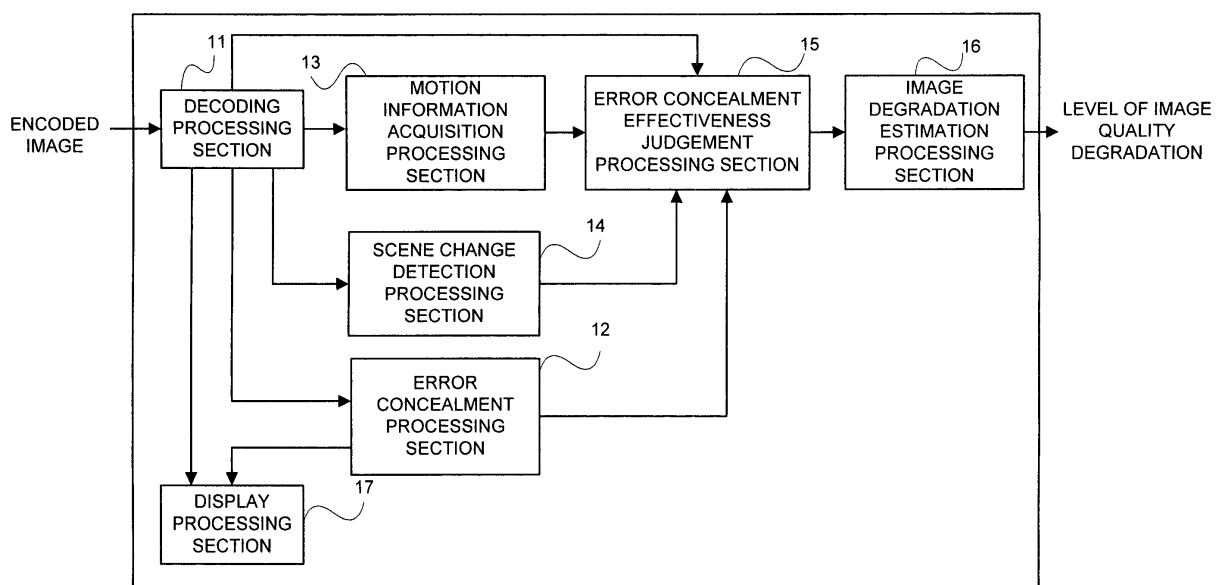 ENCODED
IMAGE
11
DECODING
PROCESSING
SECTION
13
MOTION
INFORMATION
ACQUISITION
PROCESSING
SECTION
15
ERROR CONCEALMENT
EFFECTIVENESS
JUDGEMENT
PROCESSING SECTION
16
IMAGE
DEGRADATION
ESTIMATION
PROCESSING
SECTION
LEVEL OF IMAGE
QUALITY
DEGRADATION
14
SCENE CHANGE
DETECTION
PROCESSING
SECTION
12
ERROR
CONCEALMENT
PROCESSING
SECTION
17
DISPLAY
PROCESSING
SECTION